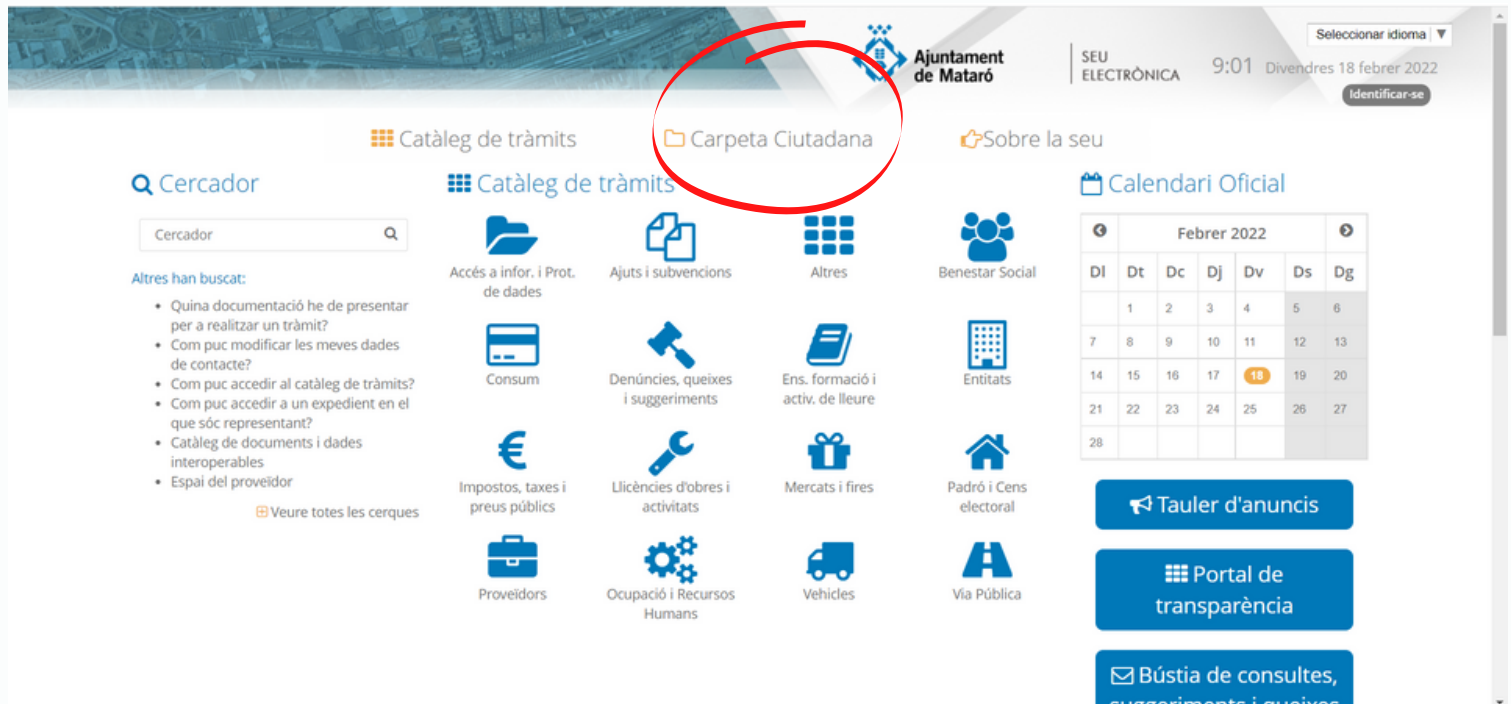 Seleccionar idioma ▼
Ajuntament
de Mataró
SEU
ELECTRÒNICA
9:01 Divendres 18 febrer 2022
Identificar-se
Catàleg de tràmits
Carpeta Ciutadana
Sobre la seu
Cercador
Cercador
Altres han buscat:
• Quina documentació he de presentar
per a realitzar un tràmit?
• Com puc modificar les meves dades
de contacte?
• Com puc accedir al catàleg de tràmits?
• Com puc accedir a un expedient en el
que sóc representant?
• Catàleg de documents i dades
interoperables
• Espai del proveïdor
Veure totes les cerques
Catàleg de tràmits
Accés a infor. i Prot.
de dades
Ajuts i subvencions
Altres
Benestar Social
Consum
Denúncies, queixes
i suggeriments
Ens. formació i
activ. de lleure
Entitats
Impostos, taxes i
preus públics
Llicències d'obres i
activitats
Mercats i fires
Padró i Cens
electoral
Proveïdors
Ocupació i Recursos
Humans
Vehicles
Via Pública
Calendari Oficial
Febrer 2022
Dl Dt Dc Dj Dv Ds Dg
1 2 3 4 5 6
7 8 9 10 11 12 13
14 15 16 17 18 19 20
21 22 23 24 25 26 27
28
Tauler d'anuncis
Portal de
transparència
Bústia de consultes,
suggeriments i queixes